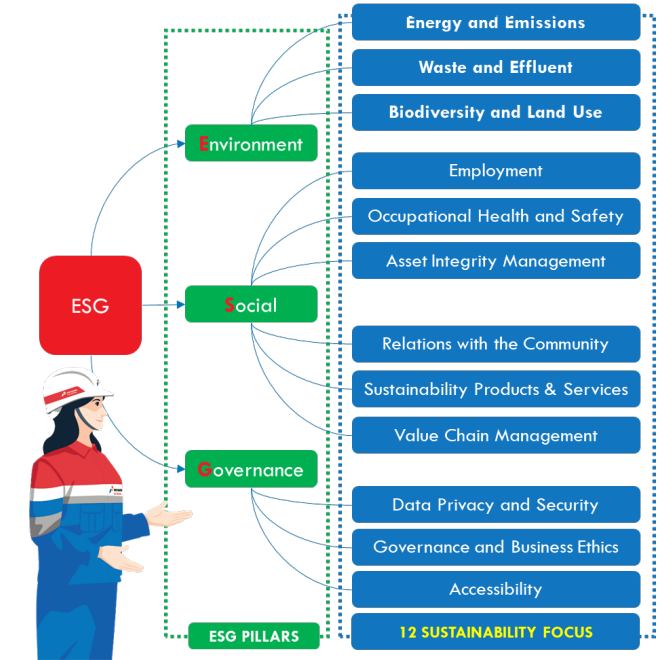 Energy and Emissions
Waste and Effluent
Biodiversity and Land Use
Environment
Employment
Occupational Health and Safety
Asset Integrity Management
ESG
Social
Relations with the Community
Sustainability Products & Services
Value Chain Management
Governance
Data Privacy and Security
Governance and Business Ethics
Accessibility
ESG PILLARS
12 SUSTAINABILITY FOCUS